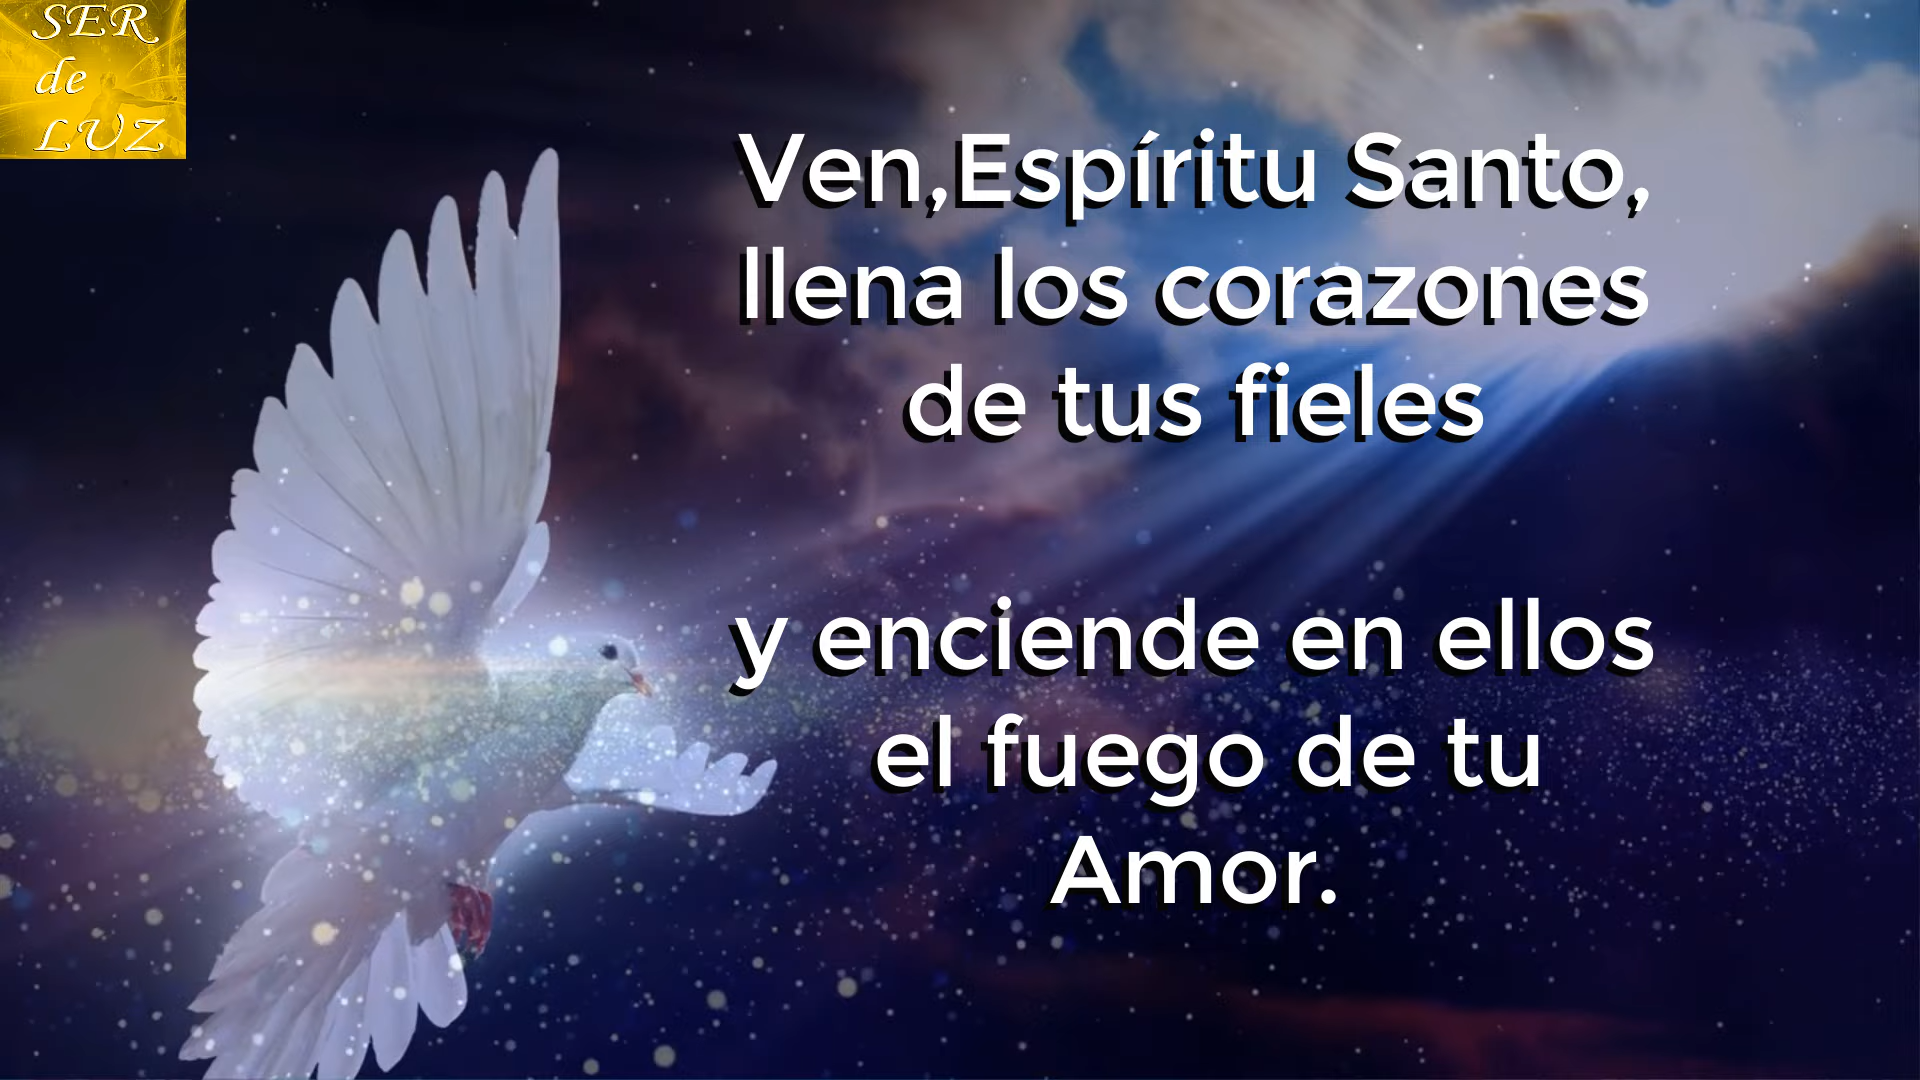 SER
de
LUZ
Ven,Espíritu Santo,
llena los corazones
de tus fieles
y enciende en ellos
el fuego de tu
Amor.